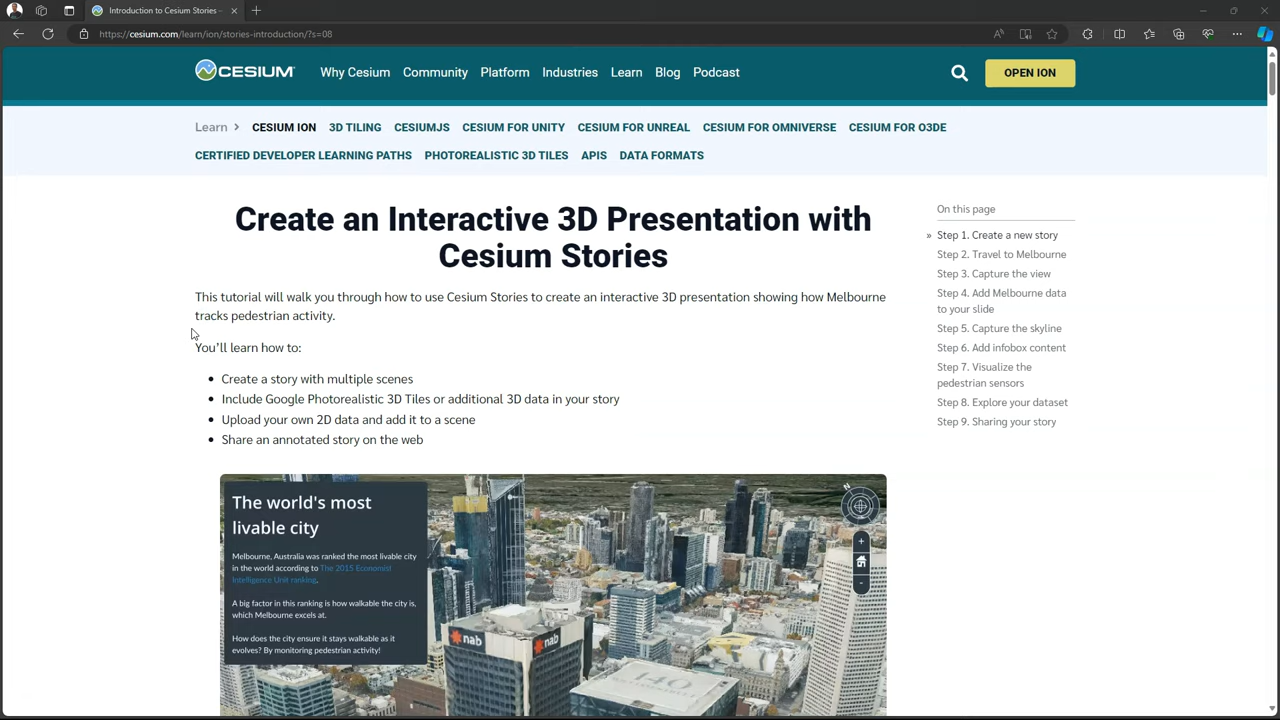 Introduction to Cesium Stories -
https://cesium.com/learn/ion/stories-introduction/?s=08
CESIUM
Why Cesium Community Platform Industries Learn Blog Podcast
OPEN ION
Learn CESIUM ION 3D TILING CESIUMJS CESIUM FOR UNITY CESIUM FOR UNREAL CESIUM FOR OMNIVERSE CESIUM FOR O3DE
CERTIFIED DEVELOPER LEARNING PATHS PHOTOREALISTIC 3D TILES APIS DATA FORMATS
Create an Interactive 3D Presentation with
Cesium Stories
This tutorial will walk you through how to use Cesium Stories to create an interactive 3D presentation showing how Melbourne
tracks pedestrian activity.
You'll learn how to:
• Create a story with multiple scenes
• Include Google Photorealistic 3D Tiles or additional 3D data in your story
• Upload your own 2D data and add it to a scene
• Share an annotated story on the web
On this page
» Step 1. Create a new story
Step 2. Travel to Melbourne
Step 3. Capture the view
Step 4. Add Melbourne data
to your slide
Step 5. Capture the skyline
Step 6. Add infobox content
Step 7. Visualize the
pedestrian sensors
Step 8. Explore your dataset
Step 9. Sharing your story
The world's most
livable city
Melbourne, Australia was ranked the most livable city
in the world according to The 2015 Economist
Intelligence Unit ranking.
A big factor in this ranking is how walkable the city is,
which Melbourne excels at.
How does the city ensure it stays walkable as it
evolves? By monitoring pedestrian activity!
nab
nab
N
+
-